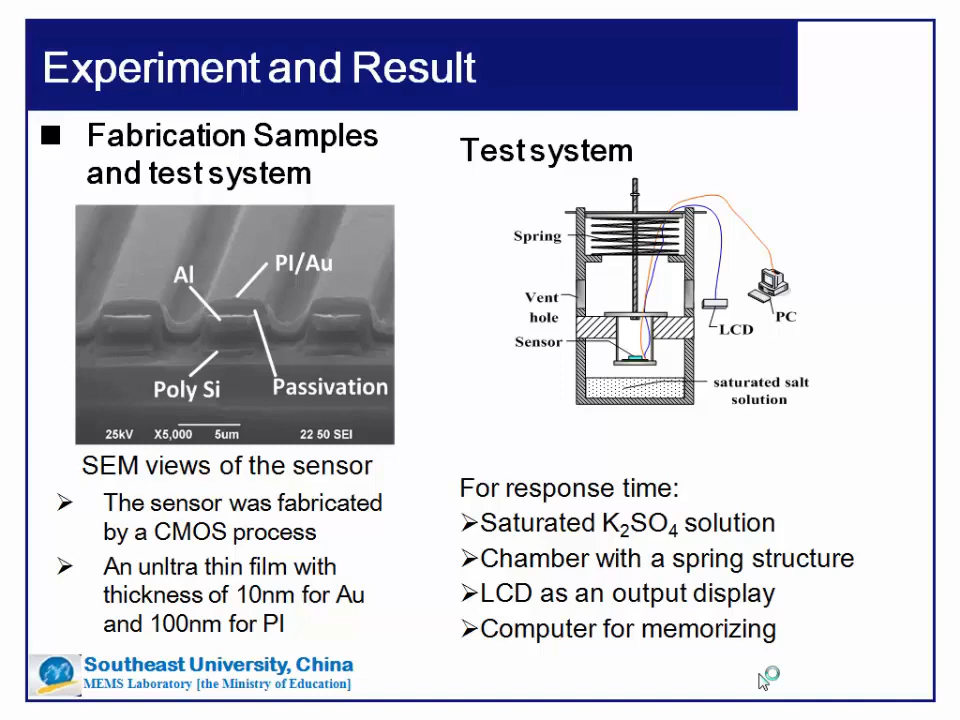 Experiment and Result
■ Fabrication Samples
and test system
Al
PI/Au
Poly Si
Passivation
25kV X5,000 5um 22 50 SEI
SEM views of the sensor
➢ The sensor was fabricated
by a CMOS process
➢ An unltra thin film with
thickness of 10nm for Au
and 100nm for PI
Test system
Spring
Vent
hole
Sensor
PC
LCD
saturated salt
solution
For response time:
➢Saturated K₂SO₄ solution
➢Chamber with a spring structure
➢LCD as an output display
➢Computer for memorizing
Southeast University, China
MEMS Laboratory [the Ministry of Education]